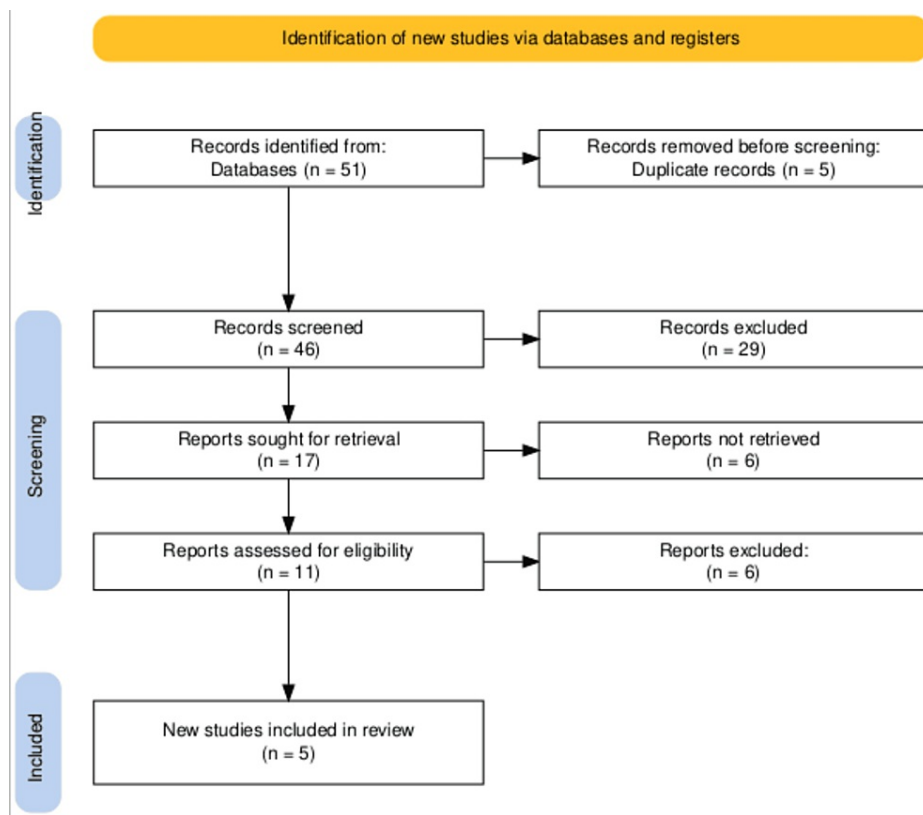 Identification of new studies via databases and registers
Identification
Records identified from:
Databases (n = 51)
Records removed before screening:
Duplicate records (n = 5)
Screening
Records screened
(n = 46)
Records excluded
(n = 29)
Reports sought for retrieval
(n = 17)
Reports not retrieved
(n = 6)
Reports assessed for eligibility
(n = 11)
Reports excluded:
(n = 6)
Included
New studies included in review
(n = 5)